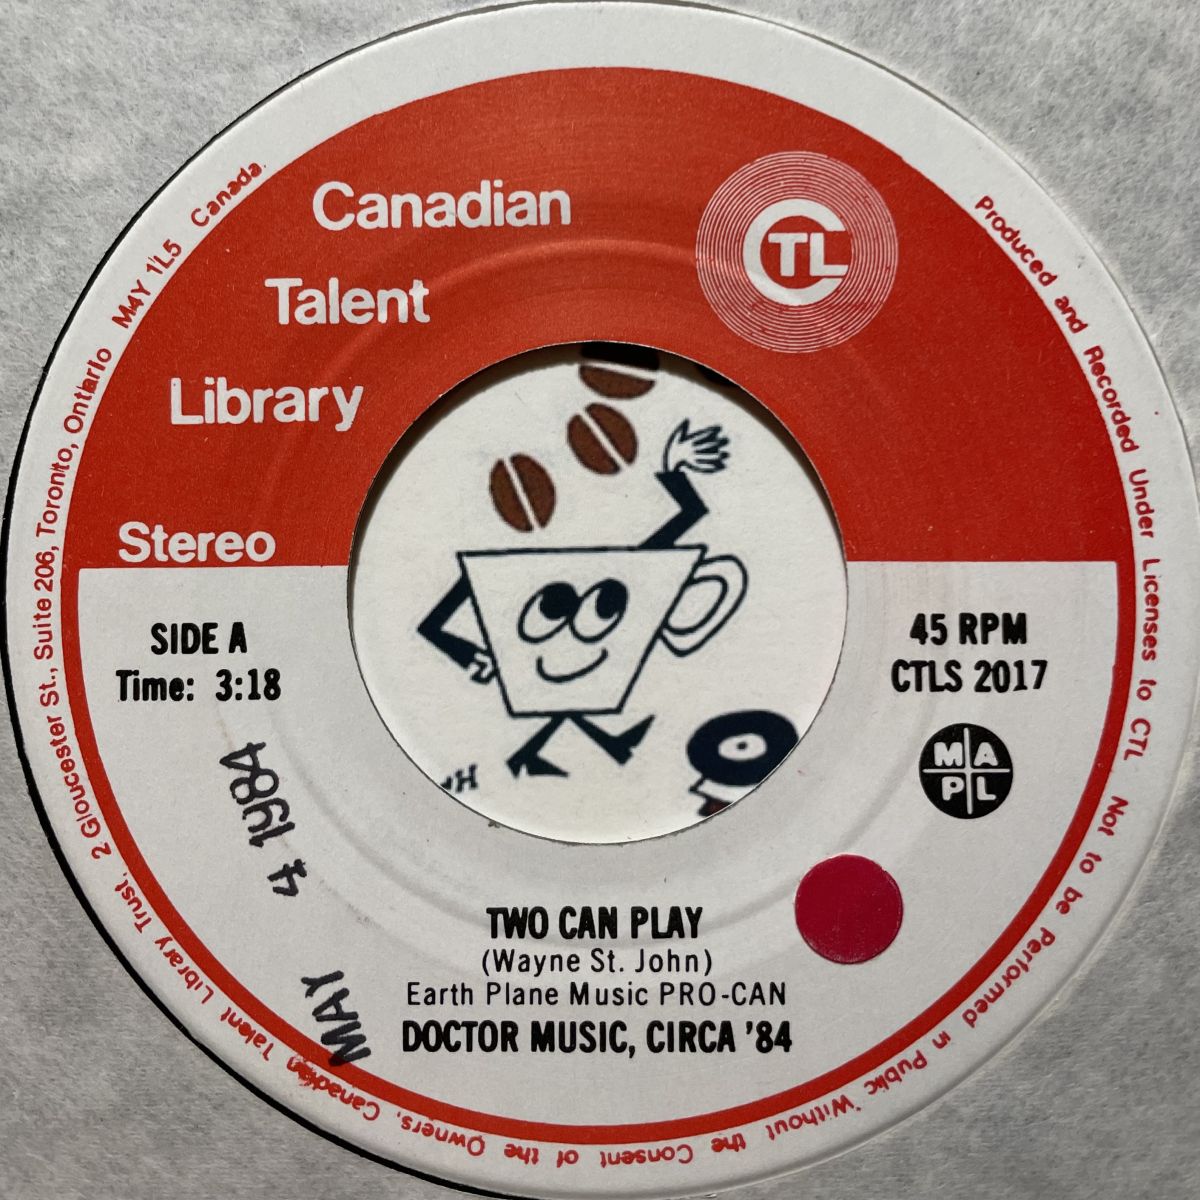 Canadian
Talent
Library
CTL
Stereo
SIDE A
Time: 3:18
45 RPM
CTLS 2017
M A
P L
MAY 4 1984
TWO CAN PLAY
(Wayne St. John)
Earth Plane Music PRO-CAN
DOCTOR MUSIC, CIRCA '84
Produced and Recorded Under Licenses to CTL Not to be Performed in Public Without the Consent of the Owners, Canadian Talent Library Trust, 2 Gloucester St., Suite 206, Toronto, Ontario M4Y 1L5 Canada.